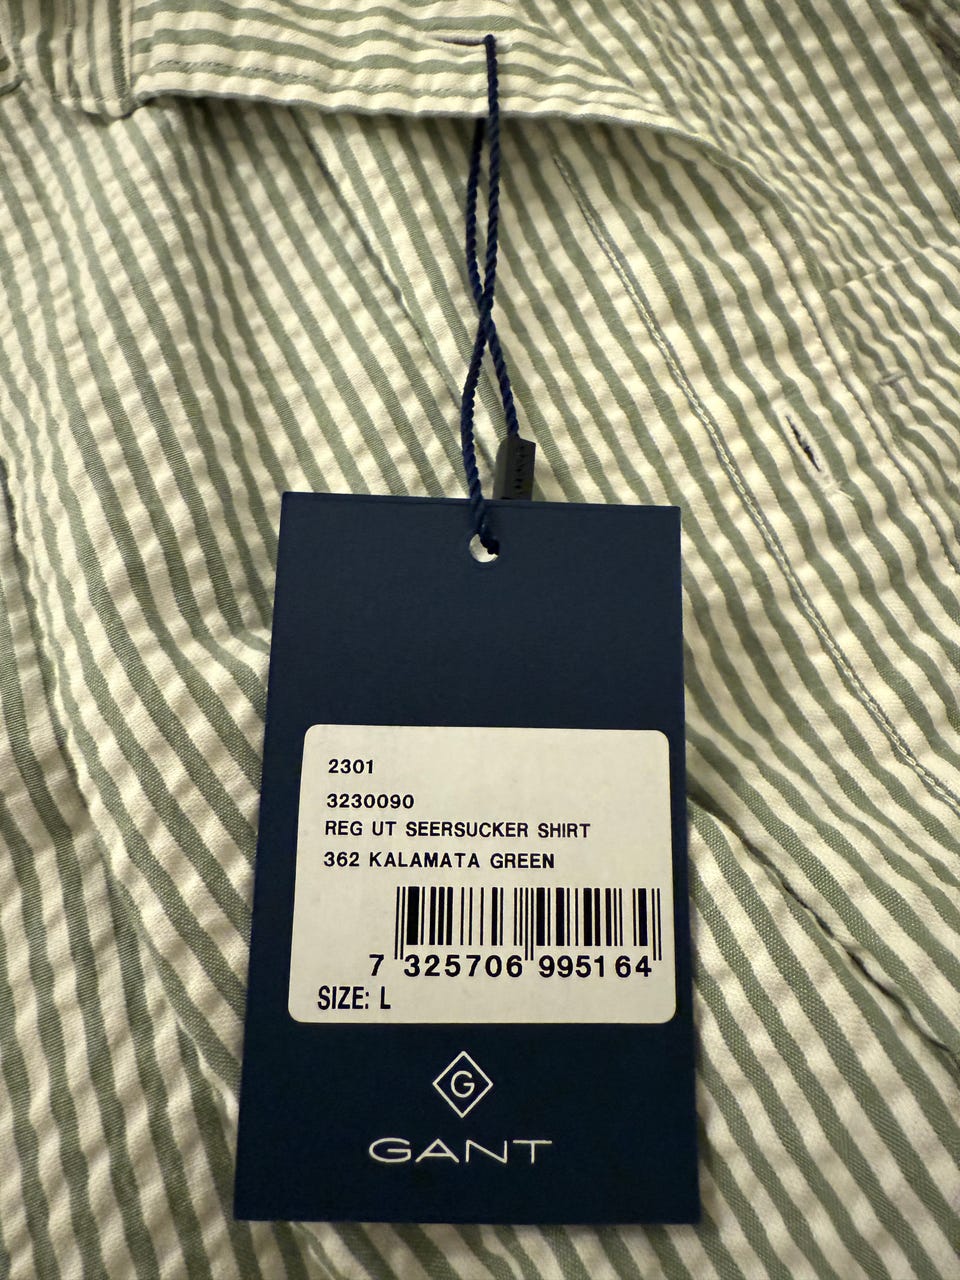 2301
3230090
REG UT SEERSUCKER SHIRT
362 KALAMATA GREEN
7 325706 995164
SIZE: L
G
GANT